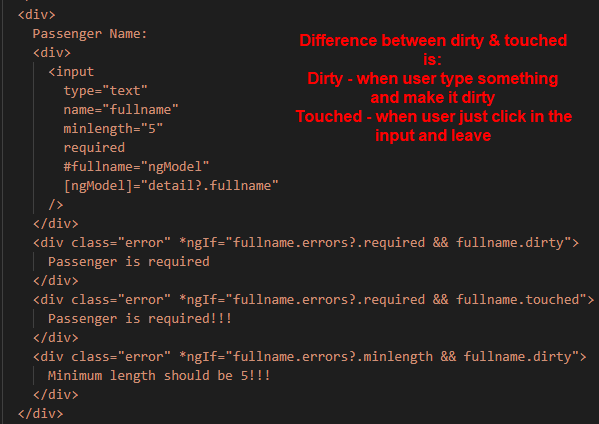 <div>
Passenger Name:
<div>
<input
type="text"
name="fullname"
minlength="5"
required
#fullname="ngModel"
[ngModel]="detail?.fullname"
/>
</div>
<div class="error" *ngIf="fullname.errors?.required && fullname.dirty">
Passenger is required
</div>
<div class="error" *ngIf="fullname.errors?.required && fullname.touched">
Passenger is required!!!
</div>
<div class="error" *ngIf="fullname.errors?.minlength && fullname.dirty">
Minimum length should be 5!!!
</div>
</div>
Difference between dirty & touched
is:
Dirty - when user type something
and make it dirty
Touched - when user just click in the
input and leave